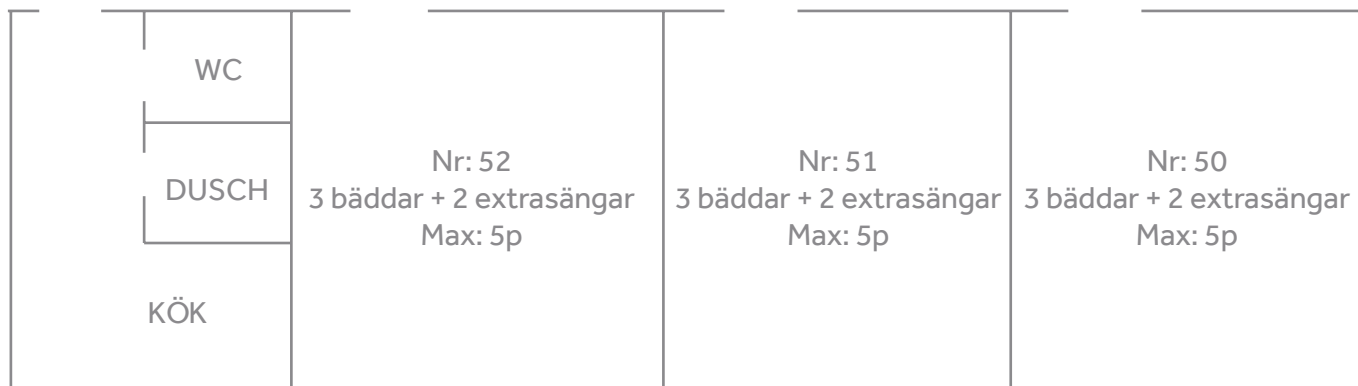 WC
DUSCH
KÖK
Nr: 52
3 bäddar + 2 extrasängar
Max: 5p
Nr: 51
3 bäddar + 2 extrasängar
Max: 5p
Nr: 50
3 bäddar + 2 extrasängar
Max: 5p